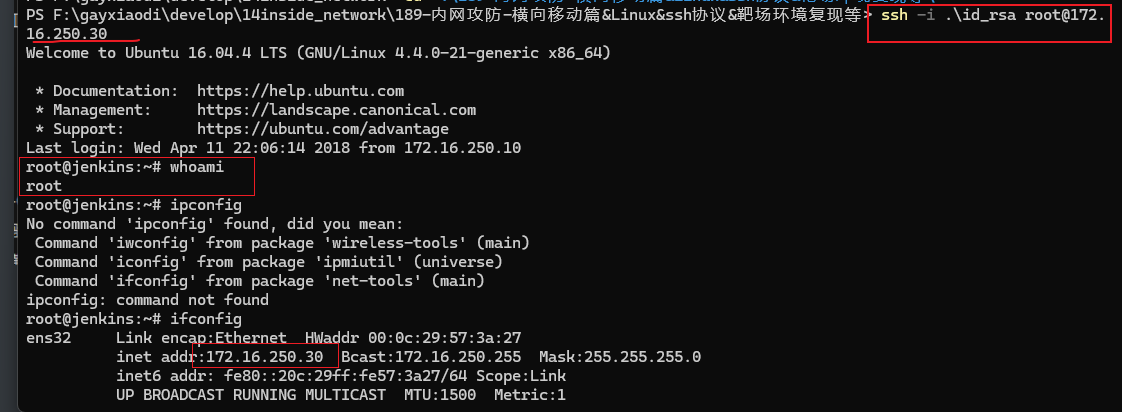 PS F:\gayxiaodi\develop\14inside_network\189-内网攻防-横向移动篇&Linux&ssh协议&靶场环境复现等> ssh -i .\id_rsa root@172.
16.250.30
Welcome to Ubuntu 16.04.4 LTS (GNU/Linux 4.4.0-21-generic x86_64)
* Documentation:  https://help.ubuntu.com
* Management:     https://landscape.canonical.com
* Support:        https://ubuntu.com/advantage
Last login: Wed Apr 11 22:06:14 2018 from 172.16.250.10
root@jenkins:~# whoami
root
root@jenkins:~# ipconfig
No command 'ipconfig' found, did you mean:
Command 'iwconfig' from package 'wireless-tools' (main)
Command 'iconfig' from package 'ipmiutil' (universe)
Command 'ifconfig' from package 'net-tools' (main)
ipconfig: command not found
root@jenkins:~# ifconfig
ens32     Link encap:Ethernet  HWaddr 00:0c:29:57:3a:27
inet addr:172.16.250.30  Bcast:172.16.250.255  Mask:255.255.255.0
inet6 addr: fe80::20c:29ff:fe57:3a27/64 Scope:Link
UP BROADCAST RUNNING MULTICAST  MTU:1500  Metric:1